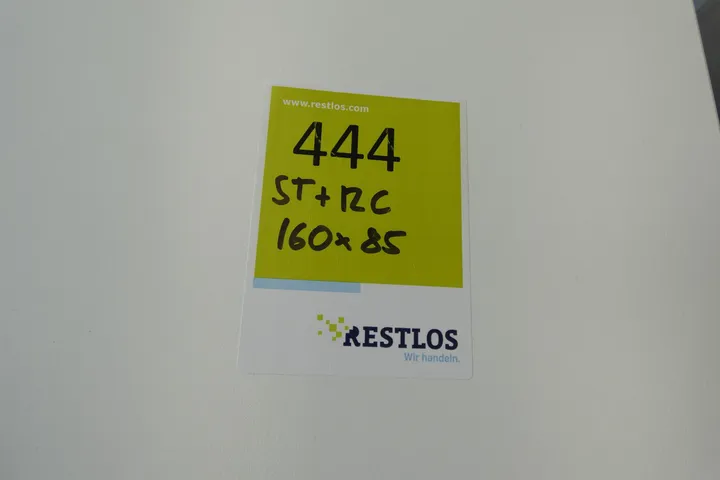 www.restlos.com
444
ST+RC
160x85
RESTLOS
Wir handeln.